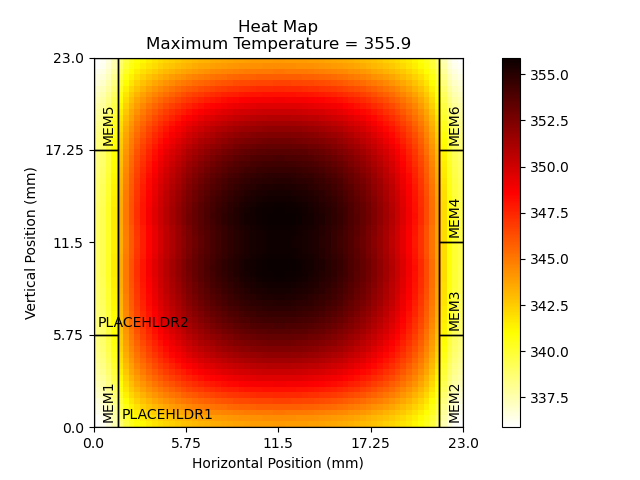 Heat Map
Maximum Temperature = 355.9
23.0
17.25
11.5
5.75
0.0
Vertical Position (mm)
MEM5
MEM6
MEM4
MEM3
PLACEHLDR2
MEM1
PLACEHLDR1
MEM2
0.0 5.75 11.5 17.25 23.0
Horizontal Position (mm)
355.0
352.5
350.0
347.5
345.0
342.5
340.0
337.5